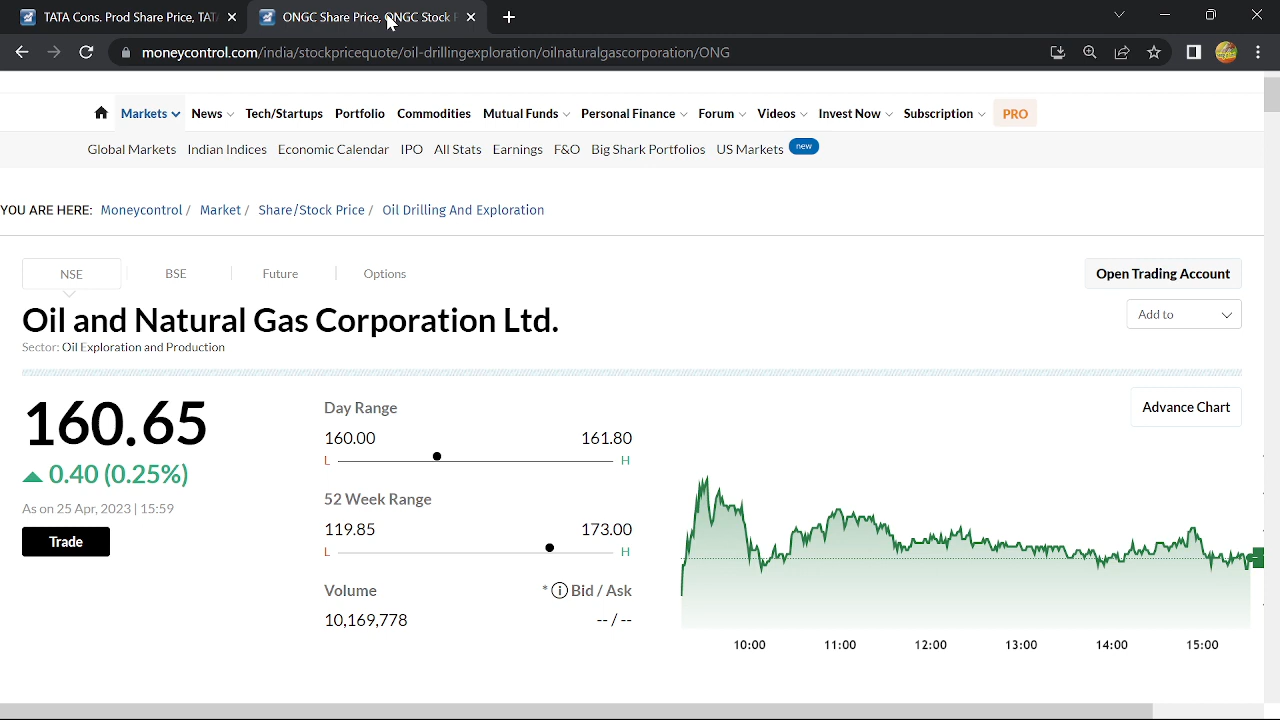 TATA Cons. Prod Share Price, TAT
ONGC Share Price, ONGC Stock P
moneycontrol.com/india/stockpricequote/oil-drillingexploration/oilnaturalgascorporation/ONG
Markets News Tech/Startups Portfolio Commodities Mutual Funds Personal Finance Forum Videos Invest Now Subscription PRO
Global Markets Indian Indices Economic Calendar IPO All Stats Earnings F&O Big Shark Portfolios US Markets new
YOU ARE HERE: Moneycontrol / Market / Share/Stock Price / Oil Drilling And Exploration
NSE BSE Future Options
Open Trading Account
Oil and Natural Gas Corporation Ltd.
Add to
Sector: Oil Exploration and Production
160.65
0.40 (0.25%)
As on 25 Apr, 2023 | 15:59
Trade
Day Range
160.00 161.80
L H
52 Week Range
119.85 173.00
L H
Volume * i Bid / Ask
10,169,778 -- / --
Advance Chart
10:00 11:00 12:00 13:00 14:00 15:00